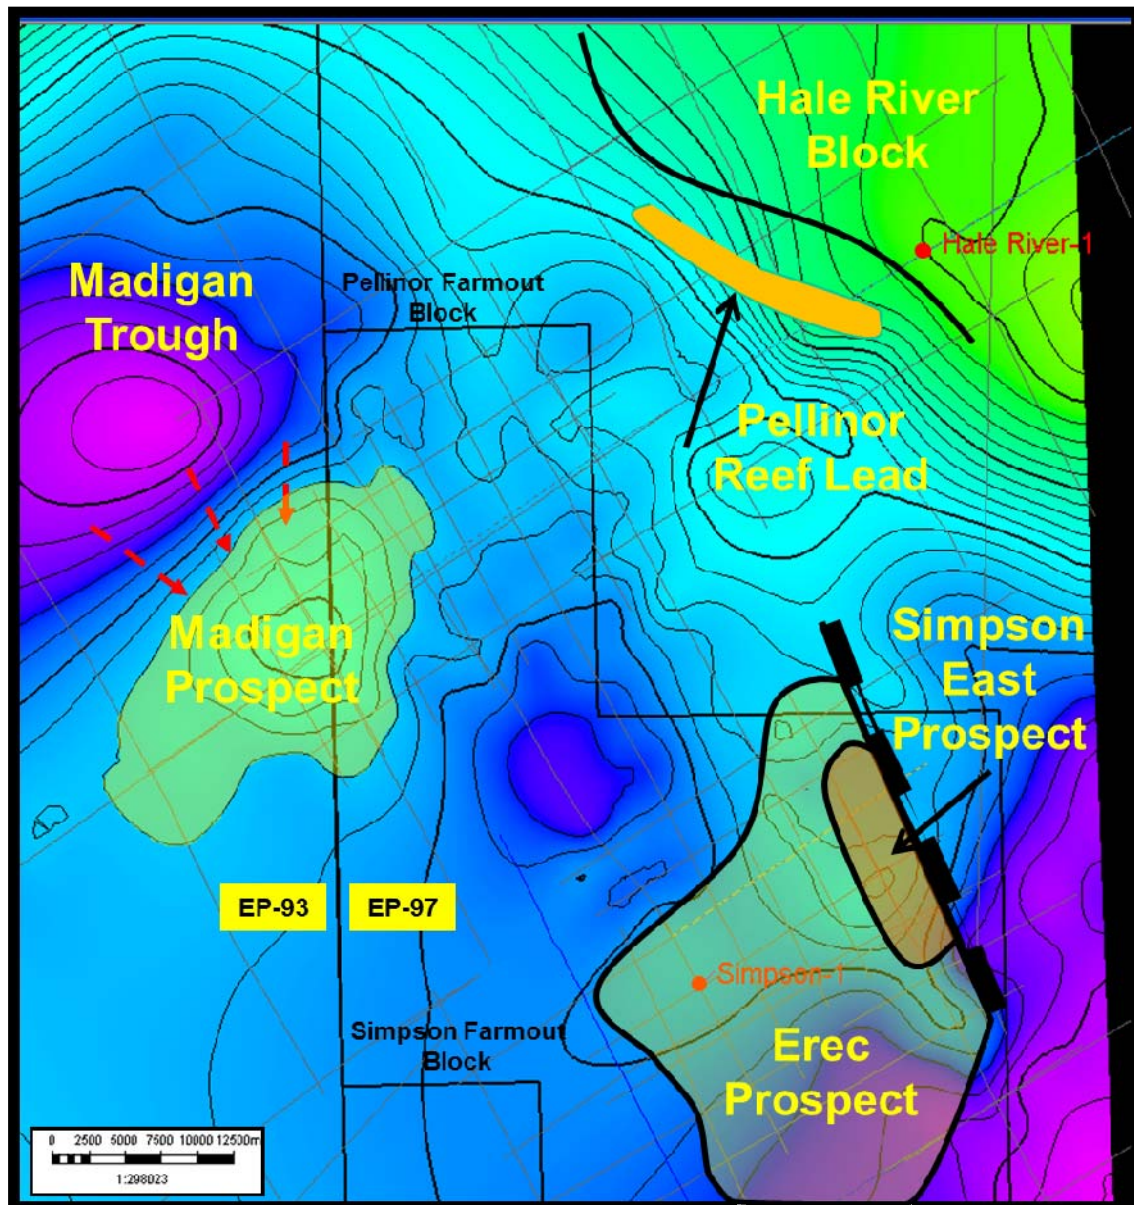 Hale River
Block
Hale River-1
Madigan
Trough
Pellinor Farmout
Block
Pellinor
Reef Lead
Madigan
Prospect
Simpson
East
Prospect
EP-93
EP-97
Simpson-1
Simpson Farmout
Block
Erec
Prospect
0 2500 5000 7500 10000 12500m
1:298023